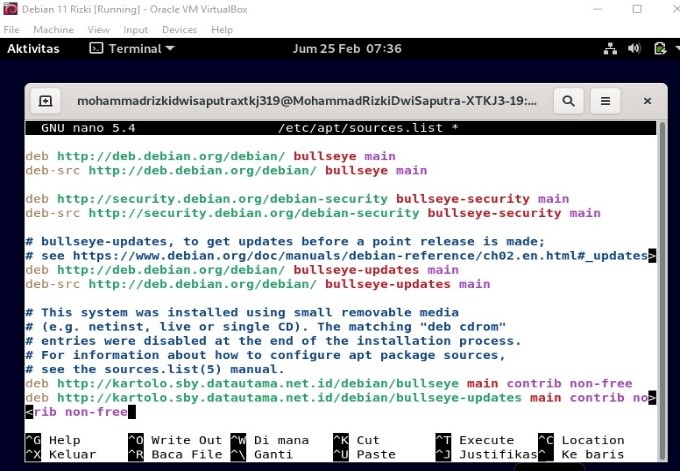 Debian 11 Rizki [Running] - Oracle VM VirtualBox
File Machine View Input Devices Help
Aktivitas Terminal Jum 25 Feb 07:36
mohammadrizkidwisaputraxtkj319@MohammadRizkiDwiSaputra-XTKJ3-19:...
GNU nano 5.4 /etc/apt/sources.list *
deb http://deb.debian.org/debian/ bullseye main
deb-src http://deb.debian.org/debian/ bullseye main
deb http://security.debian.org/debian-security bullseye-security main
deb-src http://security.debian.org/debian-security bullseye-security main
# bullseye-updates, to get updates before a point release is made;
# see https://www.debian.org/doc/manuals/debian-reference/ch02.en.html#_updates>
deb http://deb.debian.org/debian/ bullseye-updates main
deb-src http://deb.debian.org/debian/ bullseye-updates main
# This system was installed using small removable media
# (e.g. netinst, live or single CD). The matching "deb cdrom"
# entries were disabled at the end of the installation process.
# For information about how to configure apt package sources,
# see the sources.list(5) manual.
deb http://kartolo.sby.datautama.net.id/debian/bullseye main contrib non-free
deb http://kartolo.sby.datautama.net.id/debian/bullseye-updates main contrib no>
<rib non-free
^G Help ^O Write Out ^W Di mana ^K Cut ^T Execute ^C Location
^X Keluar ^R Baca File ^\ Ganti ^U Paste ^J Justifikas ^_ Ke baris